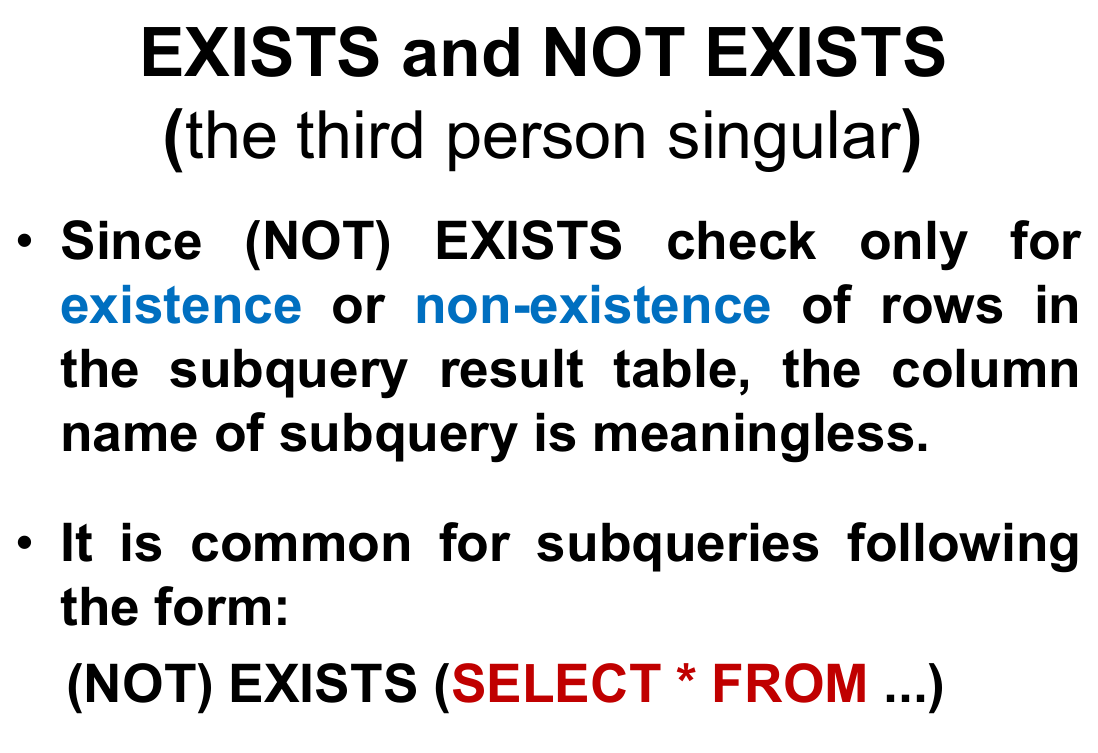 EXISTS and NOT EXISTS
(the third person singular)
• Since (NOT) EXISTS check only for
existence or non-existence of rows in
the subquery result table, the column
name of subquery is meaningless.
• It is common for subqueries following
the form:
(NOT) EXISTS (SELECT * FROM ...)